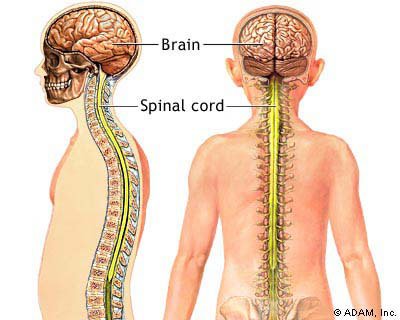 Brain
Spinal cord
© ADAM, Inc.